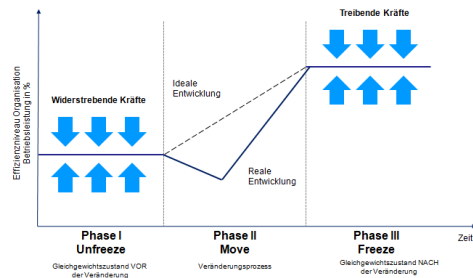 Treibende Kräfte
Ideale
Entwicklung
Widerstrebende Kräfte
Effizienzniveau Organisation
Betriebsleistung in %
Reale
Entwicklung
Zeit
Phase I
Unfreeze
Gleichgewichtszustand VOR
der Veränderung
Phase II
Move
Veränderungsprozess
Phase III
Freeze
Gleichgewichtszustand NACH
der Veränderung